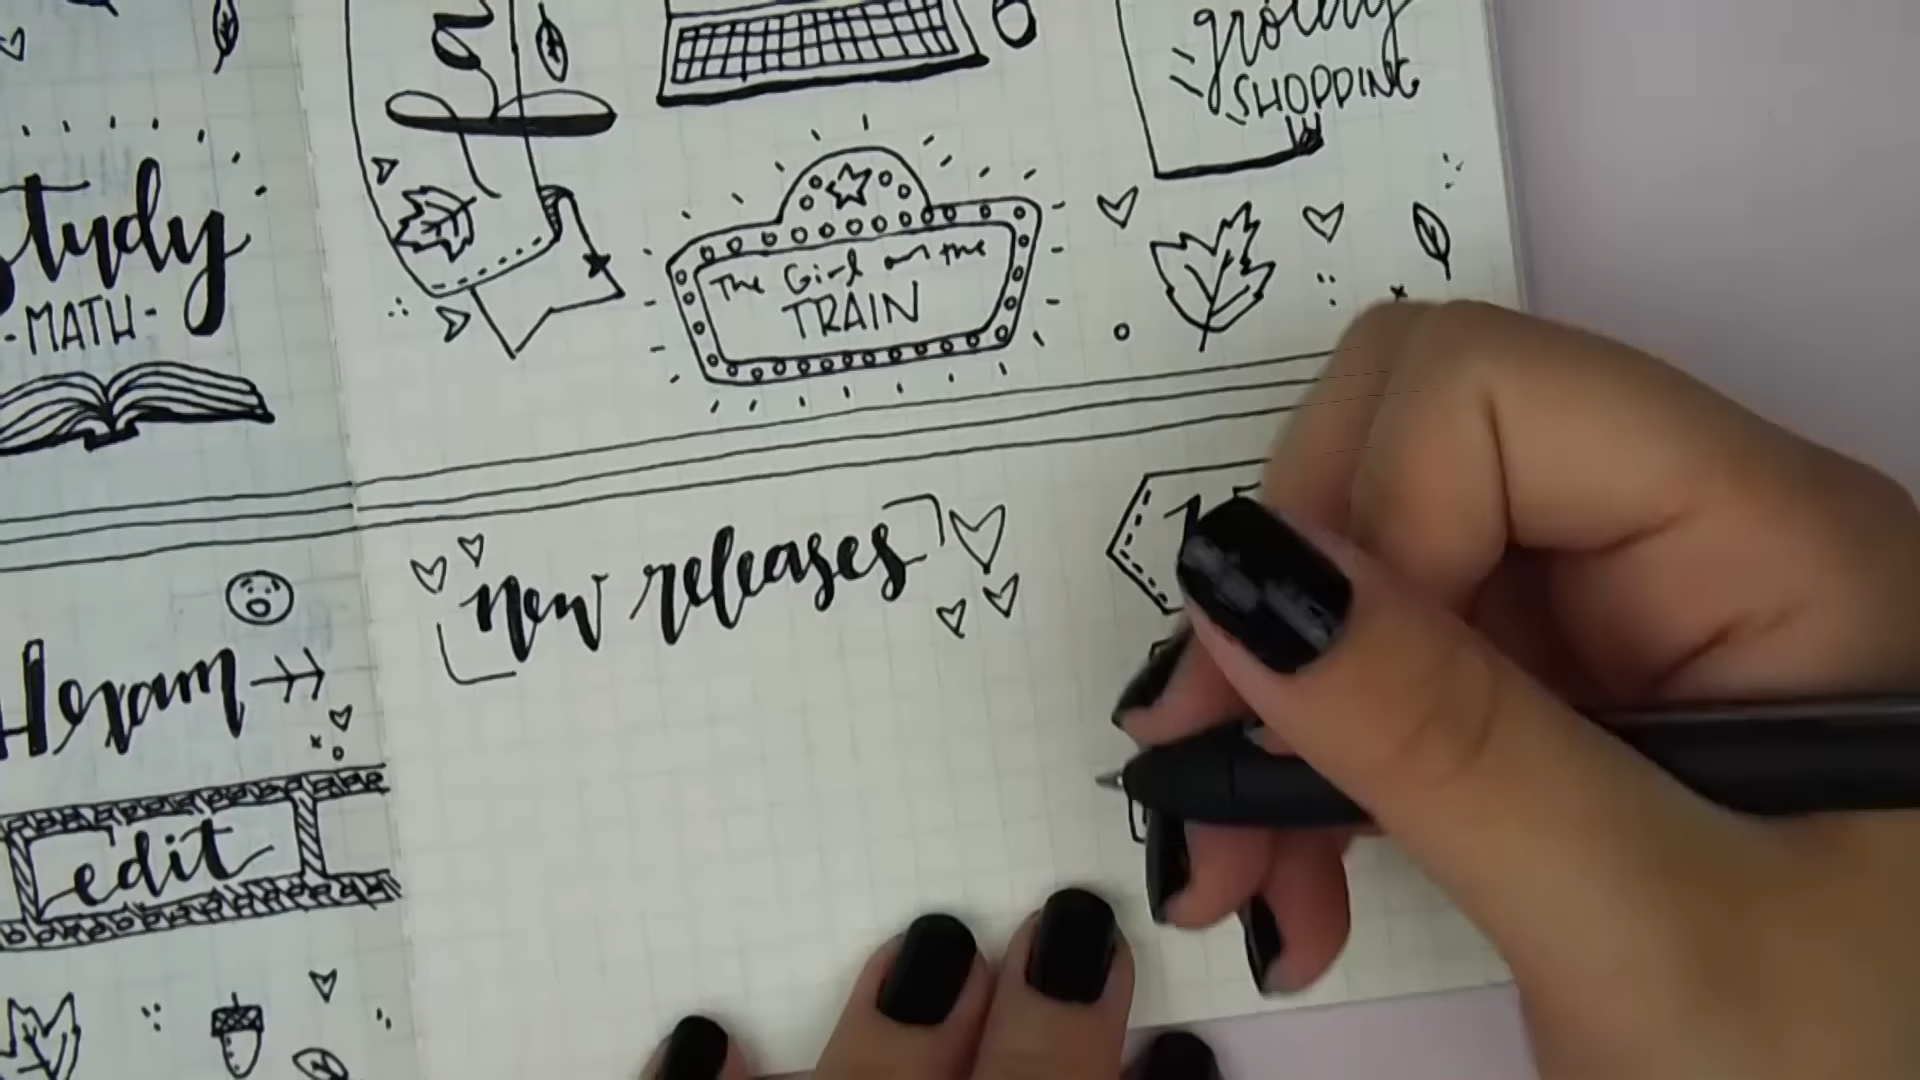 Study
-MATH-
grocery
SHOPPING
The Girl on the
TRAIN
exam
edit
new releases